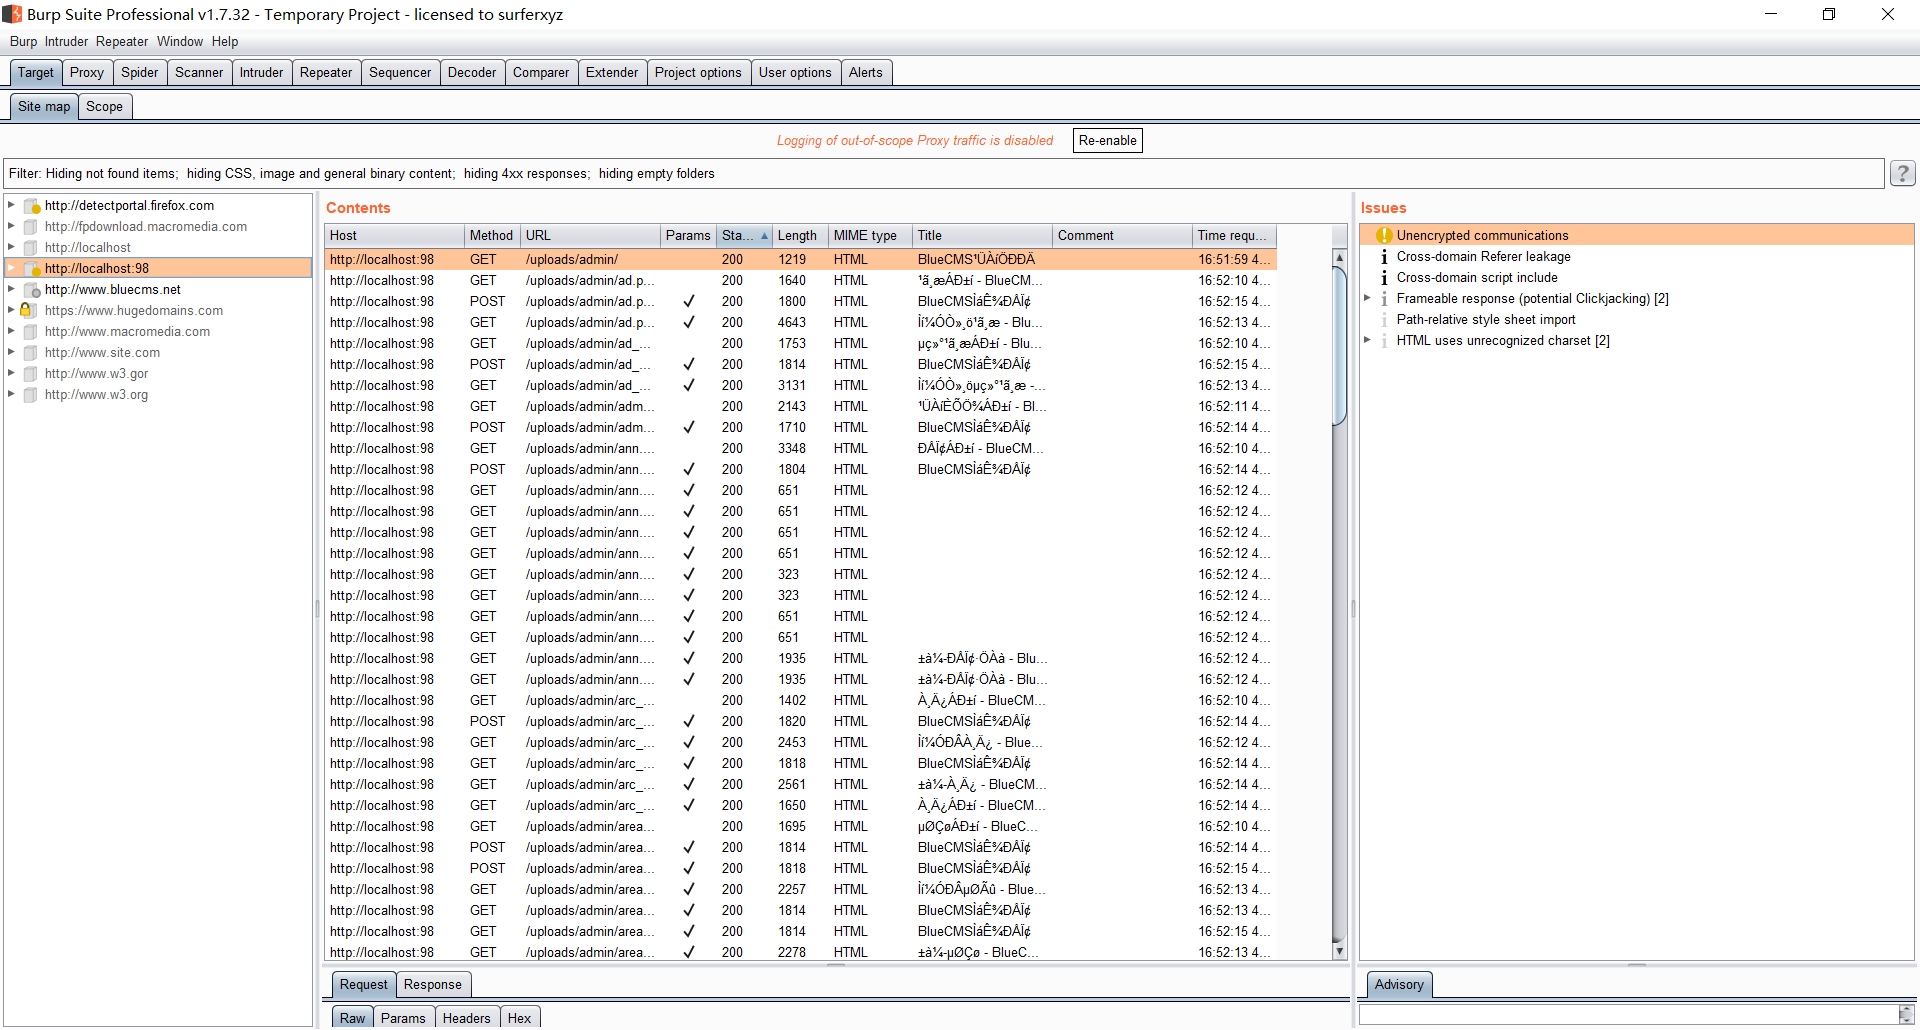 Burp Suite Professional v1.7.32 - Temporary Project - licensed to surferxyz
Burp Intruder Repeater Window Help
Target Proxy Spider Scanner Intruder Repeater Sequencer Decoder Comparer Extender Project options User options Alerts
Site map Scope
Logging of out-of-scope Proxy traffic is disabled Re-enable
Filter: Hiding not found items; hiding CSS, image and general binary content; hiding 4xx responses; hiding empty folders
?
http://detectportal.firefox.com
http://fpdownload.macromedia.com
http://localhost
http://localhost:98
http://www.bluecms.net
https://www.hugedomains.com
http://www.macromedia.com
http://www.site.com
http://www.w3.gor
http://www.w3.org
Contents
Host Method URL Params Sta... Length MIME type Title Comment Time requ...
http://localhost:98 GET /uploads/admin/ 200 1219 HTML BlueCMS¹ÜÀíÖÐÐÄ 16:51:59 4...
http://localhost:98 GET /uploads/admin/ad.p... 200 1640 HTML ¹ã¸æÁÐ±í - BlueCM... 16:52:10 4...
http://localhost:98 POST /uploads/admin/ad.p... ✓ 200 1800 HTML BlueCMSÌáÊ¾ÐÅÏ¢ 16:52:15 4...
http://localhost:98 GET /uploads/admin/ad.p... ✓ 200 4643 HTML Ìí¼ÓÒ»¸ö¹ã¸æ - Blu... 16:52:13 4...
http://localhost:98 GET /uploads/admin/ad_... 200 1753 HTML µç»°¹ã¸æÁÐ±í - Blu... 16:52:10 4...
http://localhost:98 POST /uploads/admin/ad_... ✓ 200 1814 HTML BlueCMSÌáÊ¾ÐÅÏ¢ 16:52:15 4...
http://localhost:98 GET /uploads/admin/ad_... ✓ 200 3131 HTML Ìí¼ÓÒ»¸öµç»°¹ã¸æ -... 16:52:13 4...
http://localhost:98 GET /uploads/admin/adm... 200 2143 HTML ¹ÜÀíÈÕÖ¾ÁÐ±í - Bl... 16:52:11 4...
http://localhost:98 POST /uploads/admin/adm... ✓ 200 1710 HTML BlueCMSÌáÊ¾ÐÅÏ¢ 16:52:14 4...
http://localhost:98 GET /uploads/admin/ann.... 200 3348 HTML ÐÅÏ¢ÁÐ±í - BlueCM... 16:52:10 4...
http://localhost:98 POST /uploads/admin/ann.... ✓ 200 1804 HTML BlueCMSÌáÊ¾ÐÅÏ¢ 16:52:14 4...
http://localhost:98 GET /uploads/admin/ann.... ✓ 200 651 HTML 16:52:12 4...
http://localhost:98 GET /uploads/admin/ann.... ✓ 200 651 HTML 16:52:12 4...
http://localhost:98 GET /uploads/admin/ann.... ✓ 200 651 HTML 16:52:12 4...
http://localhost:98 GET /uploads/admin/ann.... ✓ 200 651 HTML 16:52:12 4...
http://localhost:98 GET /uploads/admin/ann.... ✓ 200 323 HTML 16:52:12 4...
http://localhost:98 GET /uploads/admin/ann.... ✓ 200 323 HTML 16:52:12 4...
http://localhost:98 GET /uploads/admin/ann.... ✓ 200 651 HTML 16:52:12 4...
http://localhost:98 GET /uploads/admin/ann.... ✓ 200 651 HTML 16:52:12 4...
http://localhost:98 GET /uploads/admin/ann.... ✓ 200 1935 HTML ±à¼­ÐÅÏ¢·ÖÀà - Blu... 16:52:12 4...
http://localhost:98 GET /uploads/admin/ann.... ✓ 200 1935 HTML ±à¼­ÐÅÏ¢·ÖÀà - Blu... 16:52:12 4...
http://localhost:98 GET /uploads/admin/arc_... 200 1402 HTML À¸Ä¿ÁÐ±í - BlueCM... 16:52:10 4...
http://localhost:98 POST /uploads/admin/arc_... ✓ 200 1820 HTML BlueCMSÌáÊ¾ÐÅÏ¢ 16:52:14 4...
http://localhost:98 GET /uploads/admin/arc_... ✓ 200 2453 HTML Ìí¼ÓÐÂÀ¸Ä¿ - Blue... 16:52:12 4...
http://localhost:98 GET /uploads/admin/arc_... ✓ 200 1818 HTML BlueCMSÌáÊ¾ÐÅÏ¢ 16:52:14 4...
http://localhost:98 GET /uploads/admin/arc_... ✓ 200 2561 HTML ±à¼­À¸Ä¿ - BlueCM... 16:52:14 4...
http://localhost:98 GET /uploads/admin/arc_... ✓ 200 1650 HTML À¸Ä¿ÁÐ±í - BlueCM... 16:52:14 4...
http://localhost:98 GET /uploads/admin/area... 200 1695 HTML µØÇøÁÐ±í - BlueC... 16:52:10 4...
http://localhost:98 POST /uploads/admin/area... ✓ 200 1814 HTML BlueCMSÌáÊ¾ÐÅÏ¢ 16:52:14 4...
http://localhost:98 POST /uploads/admin/area... ✓ 200 1818 HTML BlueCMSÌáÊ¾ÐÅÏ¢ 16:52:15 4...
http://localhost:98 GET /uploads/admin/area... ✓ 200 2257 HTML Ìí¼ÓÐÂµØÃû - Blue... 16:52:13 4...
http://localhost:98 GET /uploads/admin/area... ✓ 200 1814 HTML BlueCMSÌáÊ¾ÐÅÏ¢ 16:52:13 4...
http://localhost:98 GET /uploads/admin/area... ✓ 200 1814 HTML BlueCMSÌáÊ¾ÐÅÏ¢ 16:52:15 4...
http://localhost:98 GET /uploads/admin/area... ✓ 200 2278 HTML ±à¼­µØÇø - BlueC... 16:52:13 4...
Request Response
Raw Params Headers Hex
Issues
Unencrypted communications
Cross-domain Referer leakage
Cross-domain script include
Frameable response (potential Clickjacking) [2]
Path-relative style sheet import
HTML uses unrecognized charset [2]
Advisory